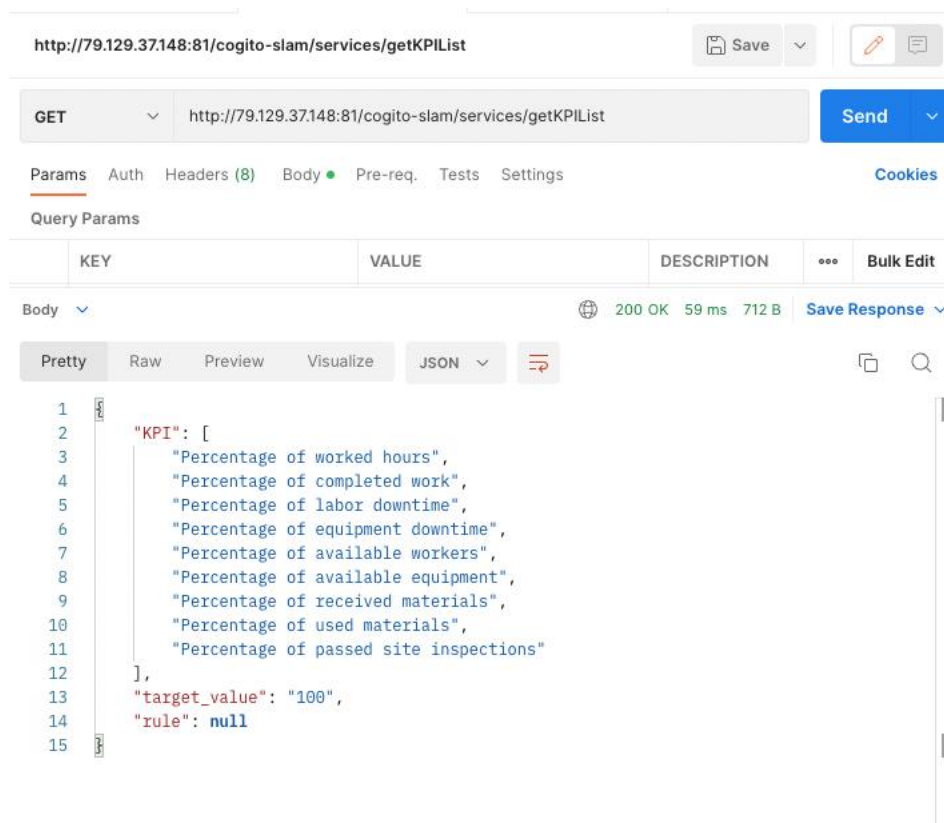 http://79.129.37.148:81/cogito-slam/services/getKPIList
Save
GET
http://79.129.37.148:81/cogito-slam/services/getKPIList
Send
Params Auth Headers (8) Body Pre-req. Tests Settings Cookies
Query Params
KEY VALUE DESCRIPTION ooo Bulk Edit
Body 200 OK 59 ms 712 B Save Response
Pretty Raw Preview Visualize JSON
1 {
2 "KPI": [
3 "Percentage of worked hours",
4 "Percentage of completed work",
5 "Percentage of labor downtime",
6 "Percentage of equipment downtime",
7 "Percentage of available workers",
8 "Percentage of available equipment",
9 "Percentage of received materials",
10 "Percentage of used materials",
11 "Percentage of passed site inspections"
12 ],
13 "target_value": "100",
14 "rule": null
15 }